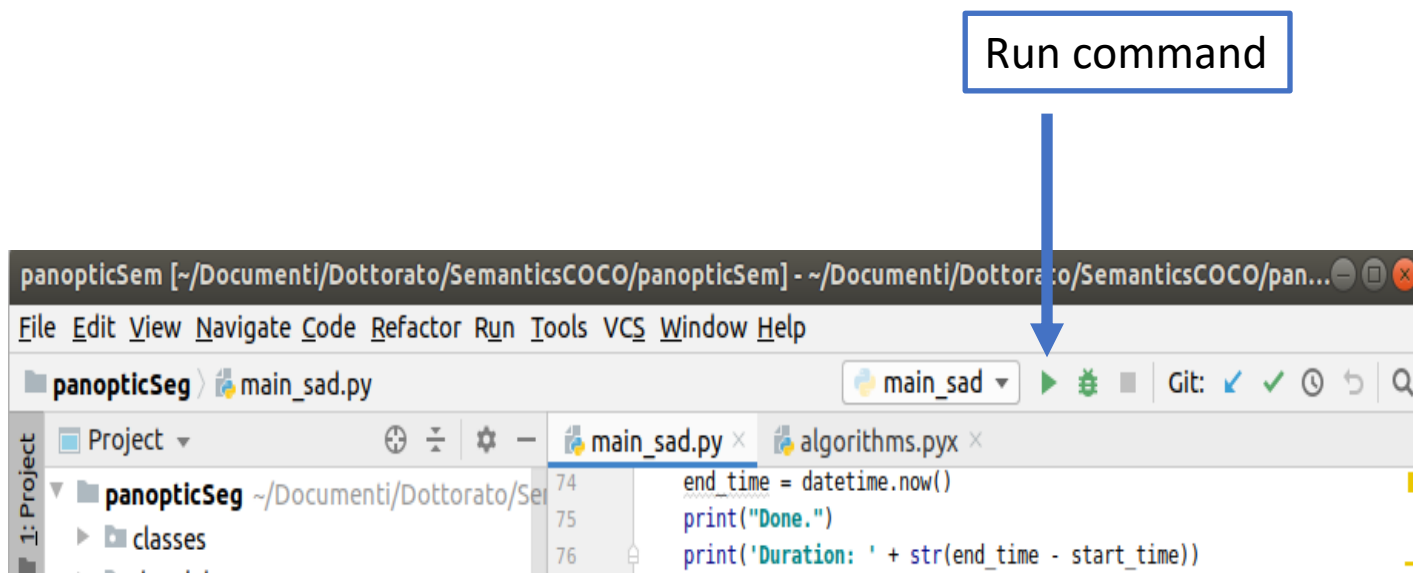 Run command
panopticSem [~/Documenti/Dottorato/SemanticsCOCO/panopticSem] - ~/Documenti/Dottorato/SemanticsCOCO/pan...
File Edit View Navigate Code Refactor Run Tools VCS Window Help
panopticSeg main_sad.py main_sad Git:
1: Project Project main_sad.py algorithms.pyx
panopticSeg ~/Documenti/Dottorato/Se 74 end_time = datetime.now()
75 print("Done.")
classes 76 print('Duration: ' + str(end_time - start_time))